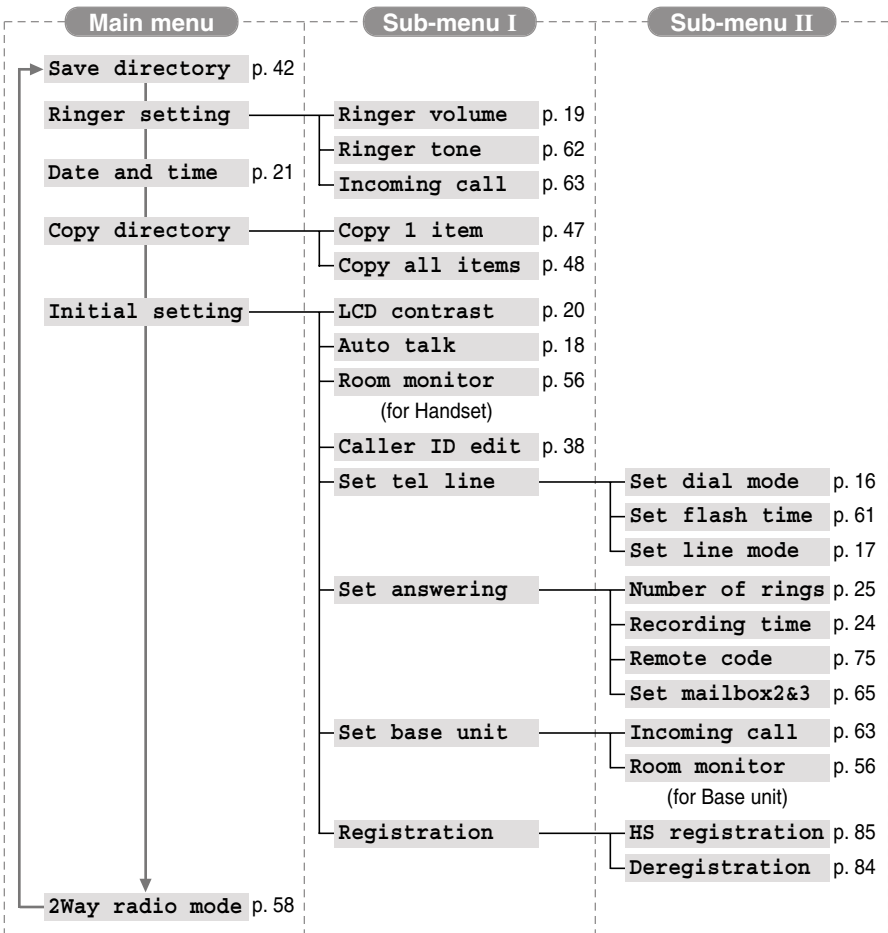 Main menu Sub-menu I Sub-menu II
Save directory p. 42
Ringer setting Ringer volume p. 19
Ringer tone p. 62
Date and time p. 21
Incoming call p. 63
Copy directory Copy 1 item p. 47
Copy all items p. 48
Initial setting LCD contrast p. 20
Auto talk p. 18
Room monitor p. 56
(for Handset)
Caller ID edit p. 38
Set tel line Set dial mode p. 16
Set flash time p. 61
Set line mode p. 17
Set answering Number of rings p. 25
Recording time p. 24
Remote code p. 75
Set mailbox2&3 p. 65
Set base unit Incoming call p. 63
Room monitor p. 56
(for Base unit)
Registration HS registration p. 85
Deregistration p. 84
2Way radio mode p. 58